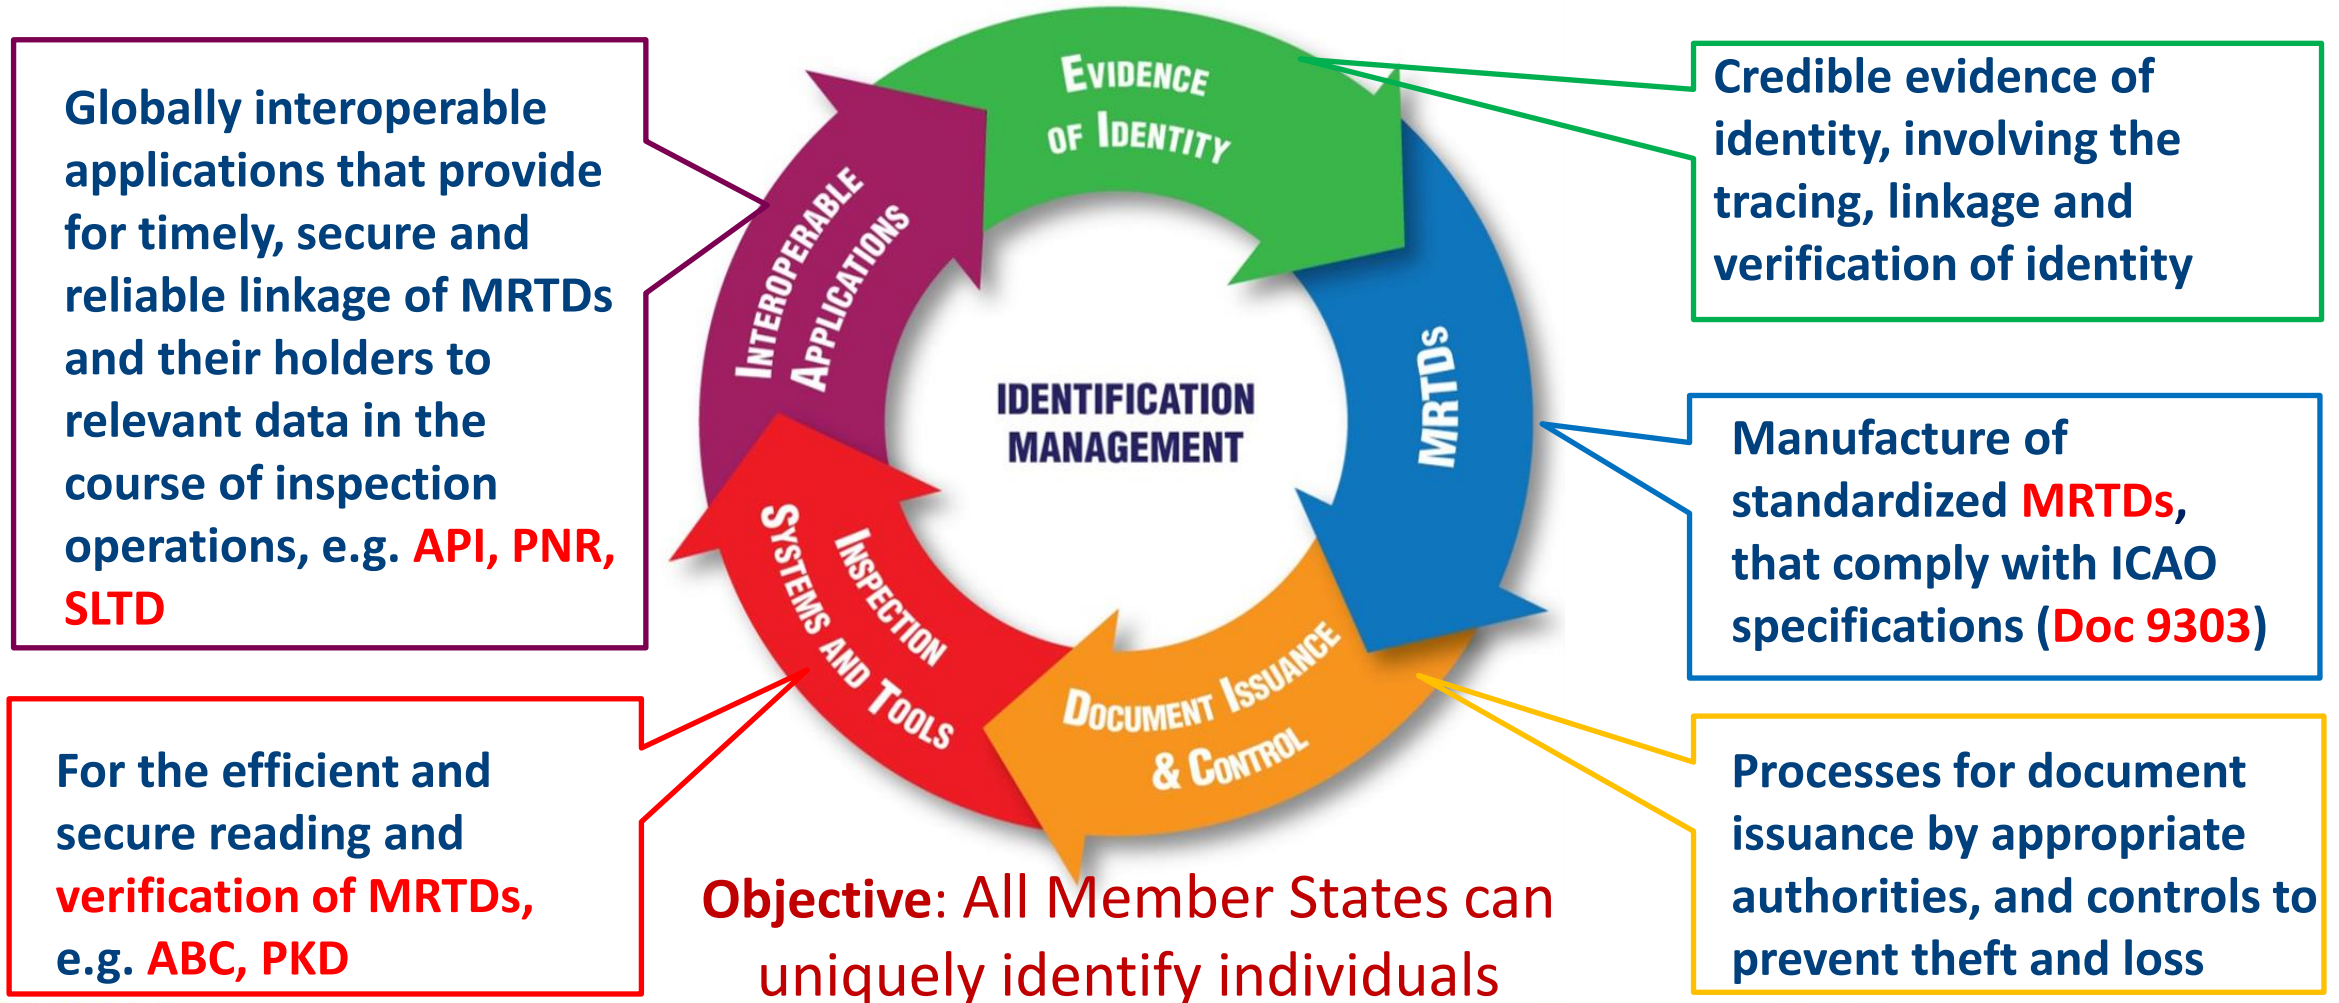 Globally interoperable
applications that provide
for timely, secure and
reliable linkage of MRTDs
and their holders to
relevant data in the
course of inspection
operations, e.g. API, PNR,
SLTD
For the efficient and
secure reading and
verification of MRTDs,
e.g. ABC, PKD
EVIDENCE
OF IDENTITY
MRTDs
DOCUMENT ISSUANCE
& CONTROL
INSPECTION
SYSTEMS AND TOOLS
INTEROPERABLE
APPLICATIONS
IDENTIFICATION
MANAGEMENT
Objective: All Member States can
uniquely identify individuals
Credible evidence of
identity, involving the
tracing, linkage and
verification of identity
Manufacture of
standardized MRTDs,
that comply with ICAO
specifications (Doc 9303)
Processes for document
issuance by appropriate
authorities, and controls to
prevent theft and loss